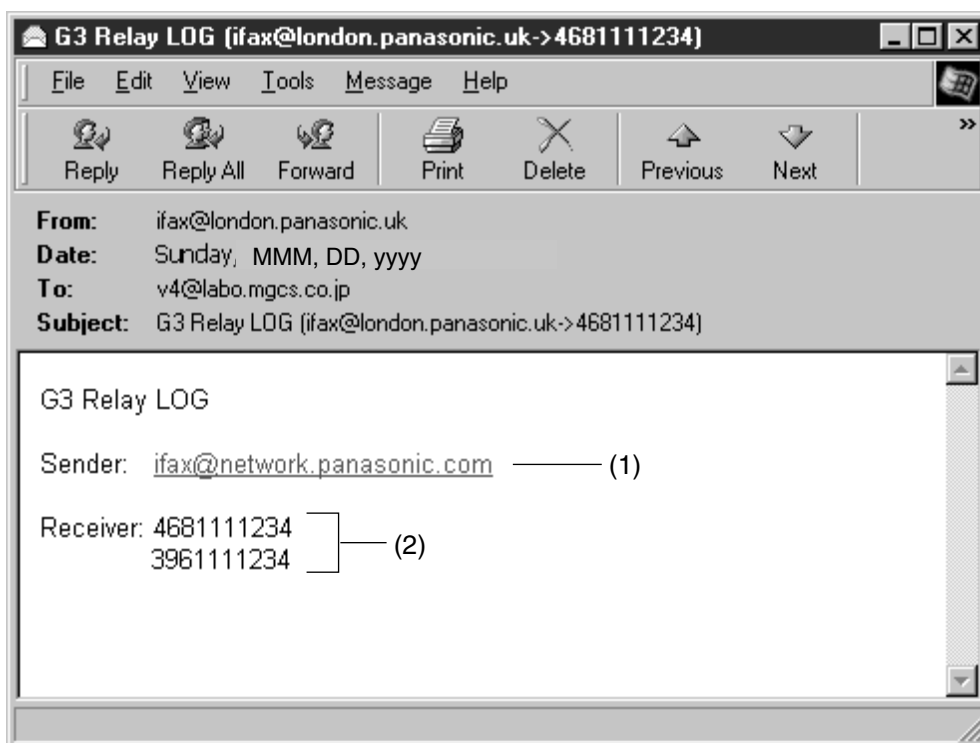 G3 Relay LOG (ifax@london.panasonic.uk->4681111234)
File Edit View Tools Message Help
Reply Reply All Forward Print Delete Previous Next »
From: ifax@london.panasonic.uk
Date: Sunday, MMM, DD, yyyy
To: v4@labo.mgcs.co.jp
Subject: G3 Relay LOG (ifax@london.panasonic.uk->4681111234)
G3 Relay LOG
Sender: ifax@network.panasonic.com (1)
Receiver: 4681111234
(2)
3961111234